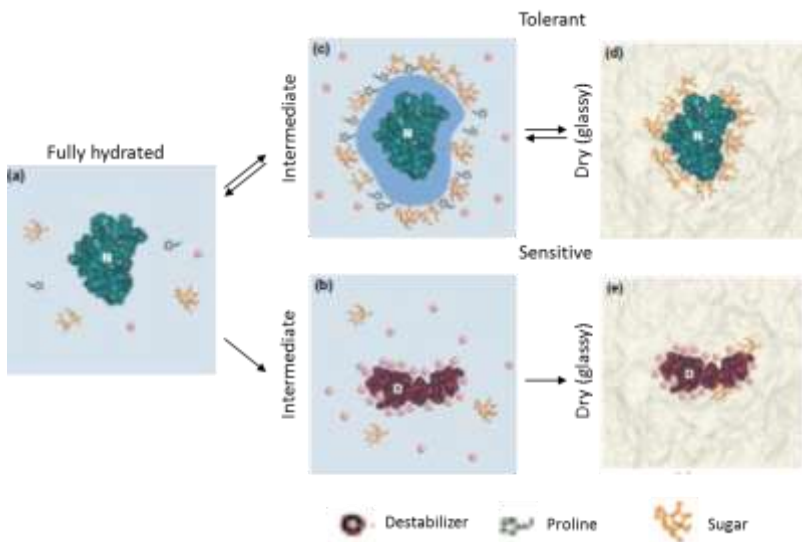 Tolerant
(c)
(d)
Intermediate
N
Dry (glassy)
N
Fully hydrated
(a)
N
Sensitive
(b)
(e)
Intermediate
D
Dry (glassy)
D
Destabilizer
Proline
Sugar